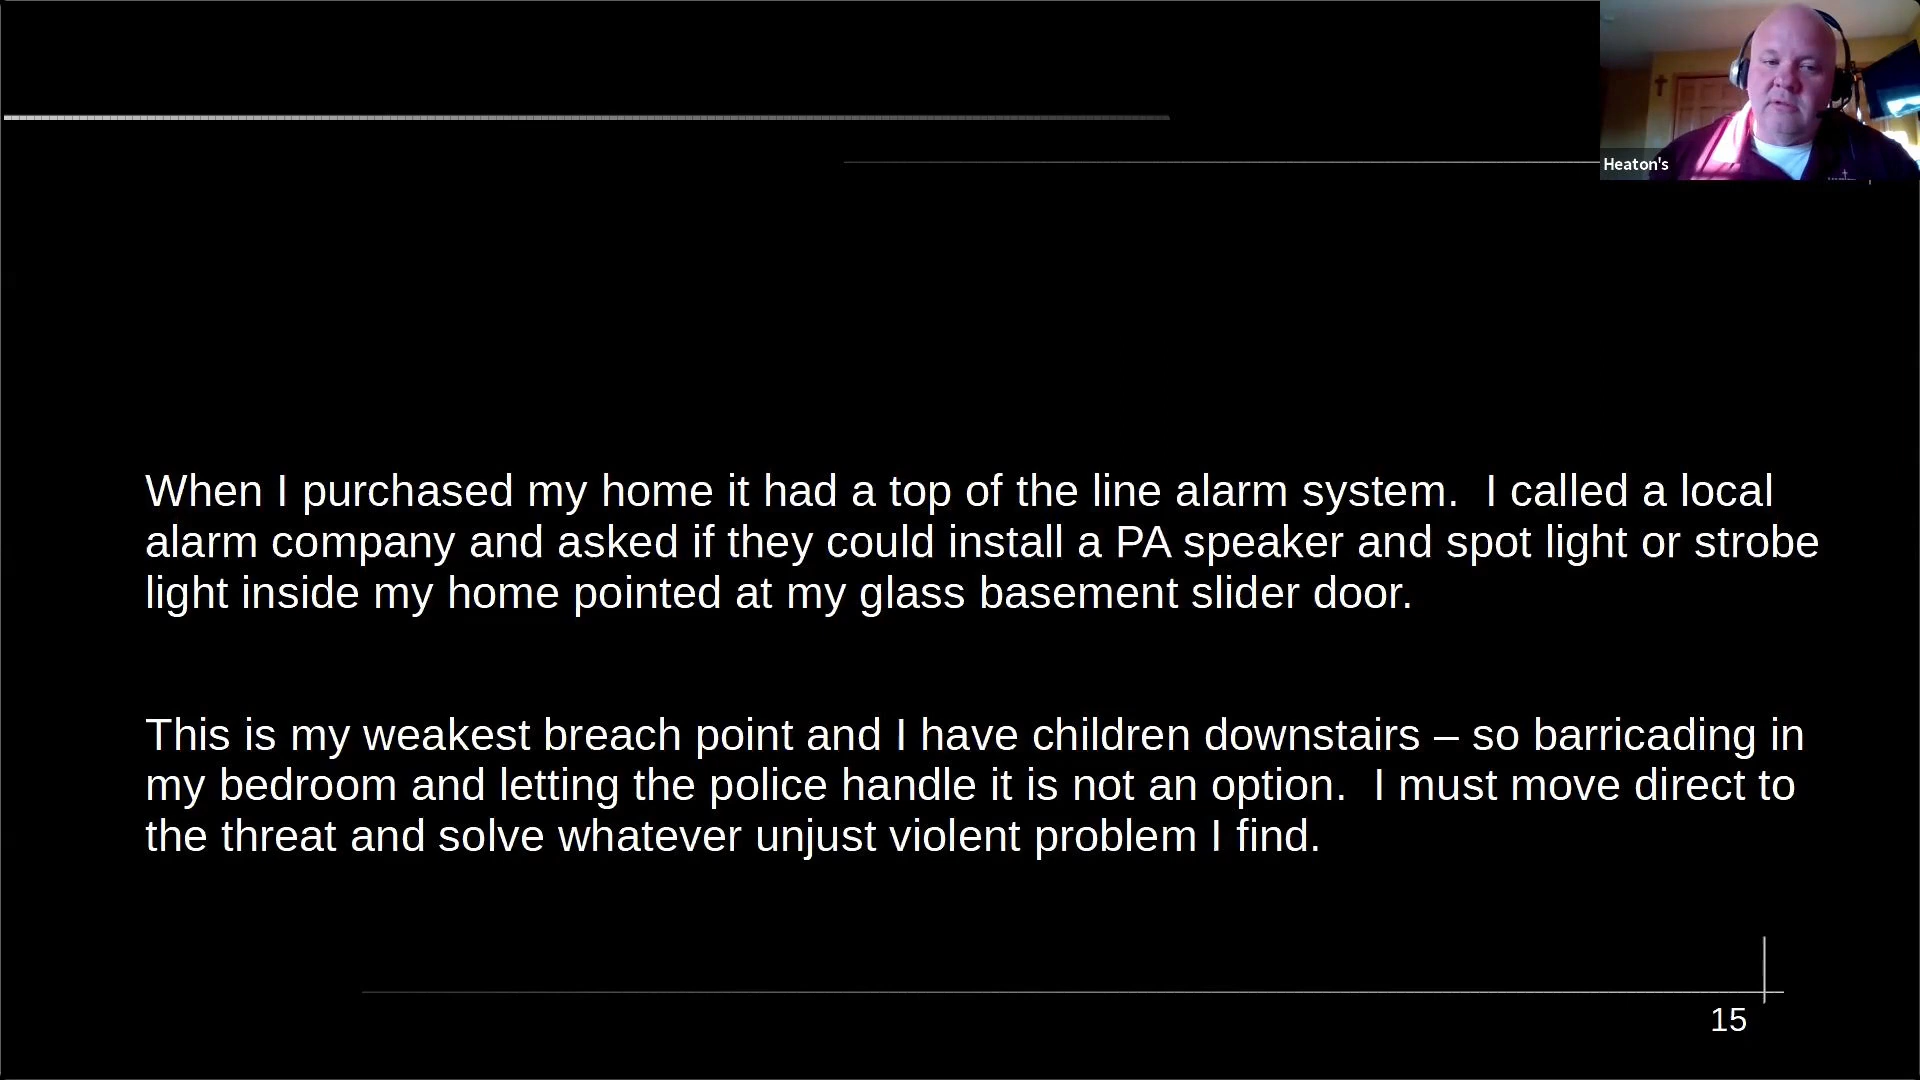 Heaton's
When I purchased my home it had a top of the line alarm system.  I called a local
alarm company and asked if they could install a PA speaker and spot light or strobe
light inside my home pointed at my glass basement slider door.
This is my weakest breach point and I have children downstairs – so barricading in
my bedroom and letting the police handle it is not an option.  I must move direct to
the threat and solve whatever unjust violent problem I find.
15